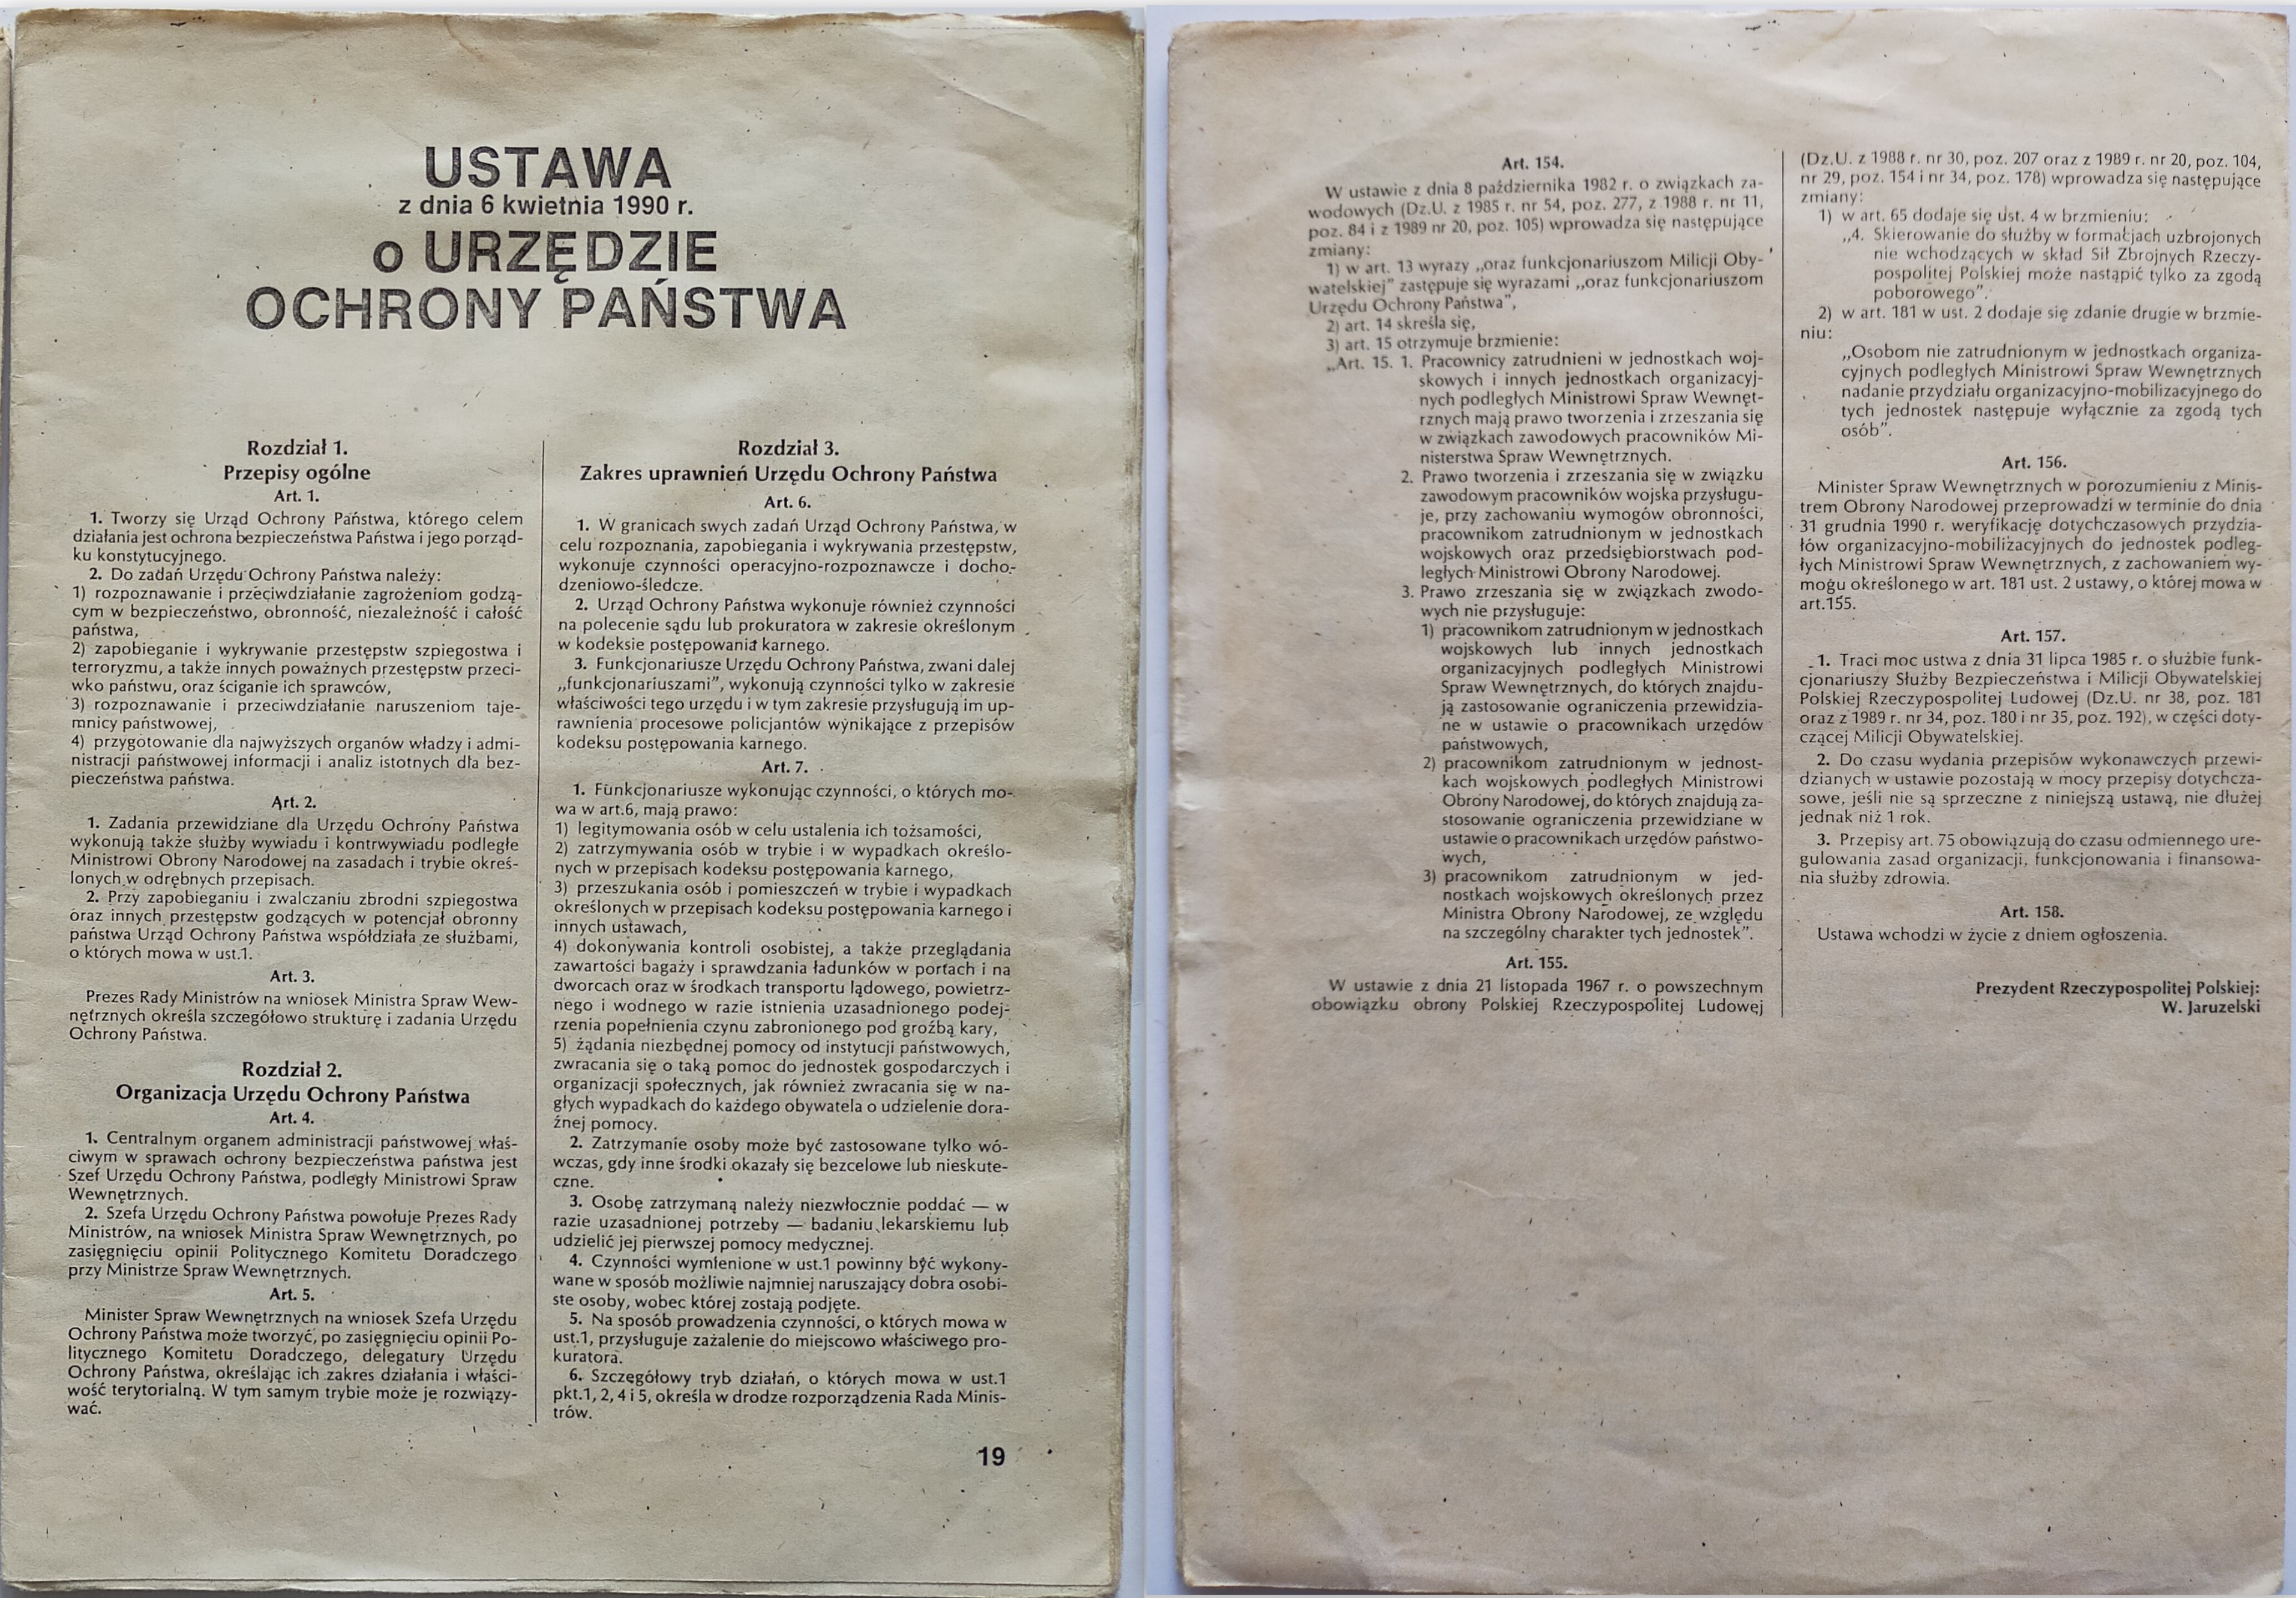 USTAWA
z dnia 6 kwietnia 1990 r.
o URZĘDZIE
OCHRONY PAŃSTWA
Rozdział 1.
Przepisy ogólne
Art. 1.
1. Tworzy się Urząd Ochrony Państwa, którego celem
działania jest ochrona bezpieczeństwa Państwa i jego porząd-
ku konstytucyjnego.
2. Do zadań Urzędu Ochrony Państwa należy:
1) rozpoznawanie i przeciwdziałanie zagrożeniom godzą-
cym w bezpieczeństwo, obronność, niezależność i całość
państwa,
2) zapobieganie i wykrywanie przestępstw szpiegostwa i
terroryzmu, a także innych poważnych przestępstw przeci-
wko państwu, oraz ściganie ich sprawców,
3) rozpoznawanie i przeciwdziałanie naruszeniom taje-
mnicy państwowej,
4) przygotowanie dla najwyższych organów władzy i admi-
nistracji państwowej informacji i analiz istotnych dla bez-
pieczeństwa państwa.
Art. 2.
1. Zadania przewidziane dla Urzędu Ochrony Państwa
wykonują także służby wywiadu i kontrwywiadu podległe
Ministrowi Obrony Narodowej na zasadach i trybie okreś-
lonych w odrębnych przepisach.
2. Przy zapobieganiu i zwalczaniu zbrodni szpiegostwa
oraz innych przestępstw godzących w potencjał obronny
państwa Urząd Ochrony Państwa współdziała ze służbami,
o których mowa w ust.1.
Art. 3.
Prezes Rady Ministrów na wniosek Ministra Spraw Wew-
nętrznych określa szczegółowo strukturę i zadania Urzędu
Ochrony Państwa.
Rozdział 2.
Organizacja Urzędu Ochrony Państwa
Art. 4.
1. Centralnym organem administracji państwowej właś-
ciwym w sprawach ochrony bezpieczeństwa państwa jest
Szef Urzędu Ochrony Państwa, podległy Ministrowi Spraw
Wewnętrznych.
2. Szefa Urzędu Ochrony Państwa powołuje Prezes Rady
Ministrów, na wniosek Ministra Spraw Wewnętrznych, po
zasięgnięciu opinii Politycznego Komitetu Doradczego
przy Ministrze Spraw Wewnętrznych.
Art. 5.
Minister Spraw Wewnętrznych na wniosek Szefa Urzędu
Ochrony Państwa może tworzyć, po zasięgnięciu opinii Po-
litycznego Komitetu Doradczego, delegatury Urzędu
Ochrony Państwa, określając ich zakres działania i właści-
wość terytorialną. W tym samym trybie może je rozwiązy-
wać.
Rozdział 3.
Zakres uprawnień Urzędu Ochrony Państwa
Art. 6.
1. W granicach swych zadań Urząd Ochrony Państwa, w
celu rozpoznania, zapobiegania i wykrywania przestępstw,
wykonuje czynności operacyjno-rozpoznawcze i docho-
dzeniowo-śledcze.
2. Urząd Ochrony Państwa wykonuje również czynności
na polecenie sądu lub prokuratora w zakresie określonym
w kodeksie postępowania karnego.
3. Funkcjonariusze Urzędu Ochrony Państwa, zwani dalej
„funkcjonariuszami”, wykonują czynności tylko w zakresie
właściwości tego urzędu i w tym zakresie przysługują im up-
rawnienia procesowe policjantów wynikające z przepisów
kodeksu postępowania karnego.
Art. 7.
1. Funkcjonariusze wykonując czynności, o których mo-
wa w art.6, mają prawo:
1) legitymowania osób w celu ustalenia ich tożsamości,
2) zatrzymywania osób w trybie i w wypadkach określo-
nych w przepisach kodeksu postępowania karnego,
3) przeszukania osób i pomieszczeń w trybie i wypadkach
określonych w przepisach kodeksu postępowania karnego i
innych ustawach,
4) dokonywania kontroli osobistej, a także przeglądania
zawartości bagaży i sprawdzania ładunków w portach i na
dworcach oraz w środkach transportu lądowego, powietrz-
nego i wodnego w razie istnienia uzasadnionego podej-
rzenia popełnienia czynu zabronionego pod groźbą kary,
5) żądania niezbędnej pomocy od instytucji państwowych,
zwracania się o taką pomoc do jednostek gospodarczych i
organizacji społecznych, jak również zwracania się w na-
głych wypadkach do każdego obywatela o udzielenie dora-
źnej pomocy.
2. Zatrzymanie osoby może być zastosowane tylko wó-
wczas, gdy inne środki okazały się bezcelowe lub nieskute-
czne.
3. Osobę zatrzymaną należy niezwłocznie poddać — w
razie uzasadnionej potrzeby — badaniu lekarskiemu lub
udzielić jej pierwszej pomocy medycznej.
4. Czynności wymienione w ust.1 powinny być wykony-
wane w sposób możliwie najmniej naruszający dobra osobi-
ste osoby, wobec której zostają podjęte.
5. Na sposób prowadzenia czynności, o których mowa w
ust.1, przysługuje zażalenie do miejscowo właściwego pro-
kuratora.
6. Szczegółowy tryb działań, o których mowa w ust.1
pkt.1, 2, 4 i 5, określa w drodze rozporządzenia Rada Minis-
trów.
19
Art. 154.
W ustawie z dnia 8 października 1982 r. o związkach za-
wodowych (Dz.U. z 1985 r. nr 54, poz. 277, z 1988 r. nr 11,
poz. 84 i z 1989 nr 20, poz. 105) wprowadza się następujące
zmiany:
1) w art. 13 wyrazy „oraz funkcjonariuszom Milicji Oby-
watelskiej” zastępuje się wyrazami „oraz funkcjonariuszom
Urzędu Ochrony Państwa”,
2) art. 14 skreśla się,
3) art. 15 otrzymuje brzmienie:
„Art. 15. 1. Pracownicy zatrudnieni w jednostkach woj-
skowych i innych jednostkach organizacyj-
nych podległych Ministrowi Spraw Wewnęt-
rznych mają prawo tworzenia i zrzeszania się
w związkach zawodowych pracowników Mi-
nisterstwa Spraw Wewnętrznych.
2. Prawo tworzenia i zrzeszania się w związku
zawodowym pracowników wojska przysługu-
je, przy zachowaniu wymogów obronności,
pracownikom zatrudnionym w jednostkach
wojskowych oraz przedsiębiorstwach pod-
ległych Ministrowi Obrony Narodowej.
3. Prawo zrzeszania się w związkach zwodo-
wych nie przysługuje:
1) pracownikom zatrudnionym w jednostkach
wojskowych lub innych jednostkach
organizacyjnych podległych Ministrowi
Spraw Wewnętrznych, do których znajdu-
ją zastosowanie ograniczenia przewidzia-
ne w ustawie o pracownikach urzędów
państwowych,
2) pracownikom zatrudnionym w jednost-
kach wojskowych podległych Ministrowi
Obrony Narodowej, do których znajdują za-
stosowanie ograniczenia przewidziane w
ustawie o pracownikach urzędów państwo-
wych,
3) pracownikom zatrudnionym w jed-
nostkach wojskowych określonych przez
Ministra Obrony Narodowej, ze względu
na szczególny charakter tych jednostek”.
Art. 155.
W ustawie z dnia 21 listopada 1967 r. o powszechnym
obowiązku obrony Polskiej Rzeczypospolitej Ludowej
(Dz.U. z 1988 r. nr 30, poz. 207 oraz z 1989 r. nr 20, poz. 104,
nr 29, poz. 154 i nr 34, poz. 178) wprowadza się następujące
zmiany:
1) w art. 65 dodaje się ust. 4 w brzmieniu:
„4. Skierowanie do służby w formacjach uzbrojonych
nie wchodzących w skład Sił Zbrojnych Rzeczy-
pospolitej Polskiej może nastąpić tylko za zgodą
poborowego”.
2) w art. 181 w ust. 2 dodaje się zdanie drugie w brzmie-
niu:
„Osobom nie zatrudnionym w jednostkach organiza-
cyjnych podległych Ministrowi Spraw Wewnętrznych
nadanie przydziału organizacyjno-mobilizacyjnego do
tych jednostek następuje wyłącznie za zgodą tych
osób”.
Art. 156.
Minister Spraw Wewnętrznych w porozumieniu z Minis-
trem Obrony Narodowej przeprowadzi w terminie do dnia
31 grudnia 1990 r. weryfikację dotychczasowych przydzia-
łów organizacyjno-mobilizacyjnych do jednostek podleg-
łych Ministrowi Spraw Wewnętrznych, z zachowaniem wy-
mogu określonego w art. 181 ust. 2 ustawy, o której mowa w
art.155.
Art. 157.
1. Traci moc ustwa z dnia 31 lipca 1985 r. o służbie funk-
cjonariuszy Służby Bezpieczeństwa i Milicji Obywatelskiej
Polskiej Rzeczypospolitej Ludowej (Dz.U. nr 38, poz. 181
oraz z 1989 r. nr 34, poz. 180 i nr 35, poz. 192), w części doty-
czącej Milicji Obywatelskiej.
2. Do czasu wydania przepisów wykonawczych przewi-
dzianych w ustawie pozostają w mocy przepisy dotychcza-
sowe, jeśli nie są sprzeczne z niniejszą ustawą, nie dłużej
jednak niż 1 rok.
3. Przepisy art. 75 obowiązują do czasu odmiennego ure-
gulowania zasad organizacji, funkcjonowania i finansowa-
nia służby zdrowia.
Art. 158.
Ustawa wchodzi w życie z dniem ogłoszenia.
Prezydent Rzeczypospolitej Polskiej:
W. Jaruzelski